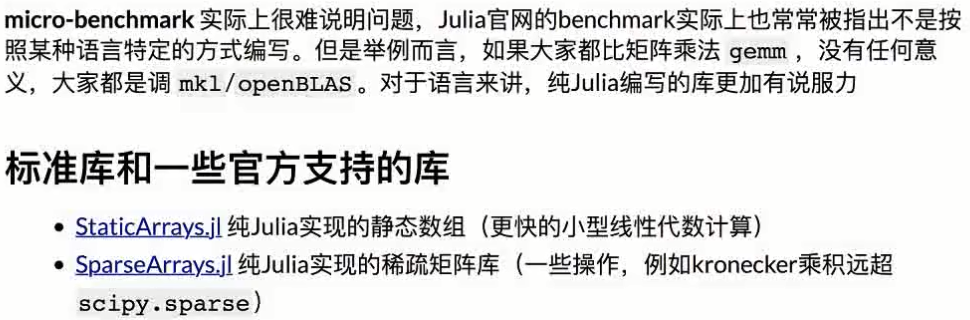 micro-benchmark 实际上很难说明问题，Julia官网的benchmark实际上也常常被指出不是按
照某种语言特定的方式编写。但是举例而言，如果大家都比矩阵乘法 gemm ，没有任何意
义，大家都是调 mkl/openBLAS 。对于语言来讲，纯Julia编写的库更加有说服力
标准库和一些官方支持的库
• StaticArrays.jl 纯Julia实现的静态数组（更快的小型线性代数计算）
• SparseArrays.jl 纯Julia实现的稀疏矩阵库（一些操作，例如kronecker乘积远超
scipy.sparse）